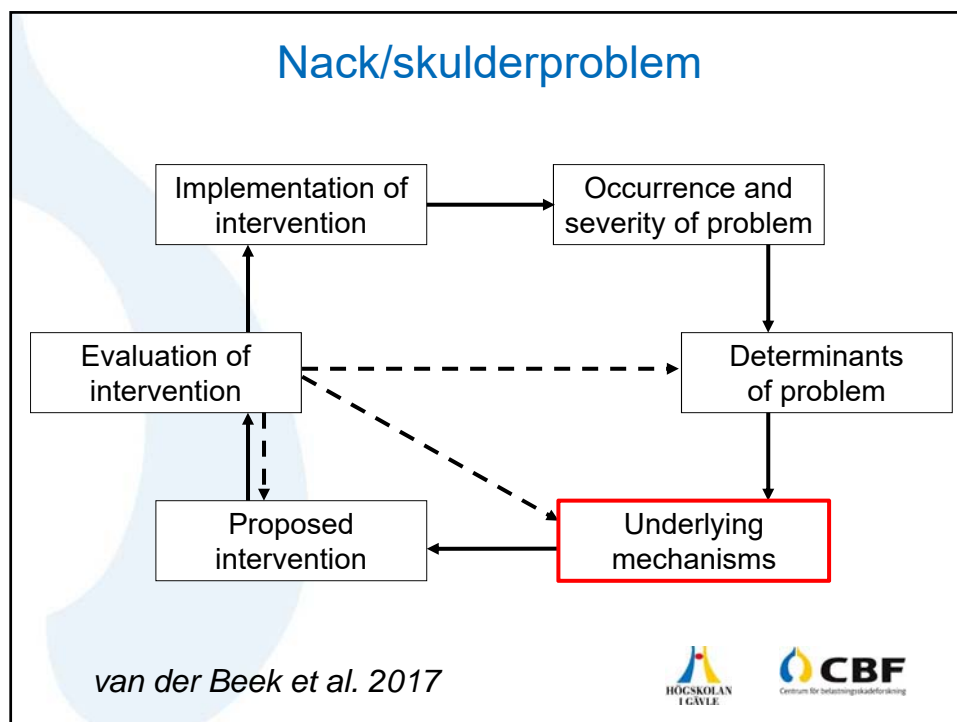 Nack/skulderproblem
Implementation of
intervention
Occurrence and
severity of problem
Evaluation of
intervention
Determinants
of problem
Proposed
intervention
Underlying
mechanisms
van der Beek et al. 2017
HÖGSKOLAN
I GÄVLE
CBF
Centrum för belastningsskadeforskning